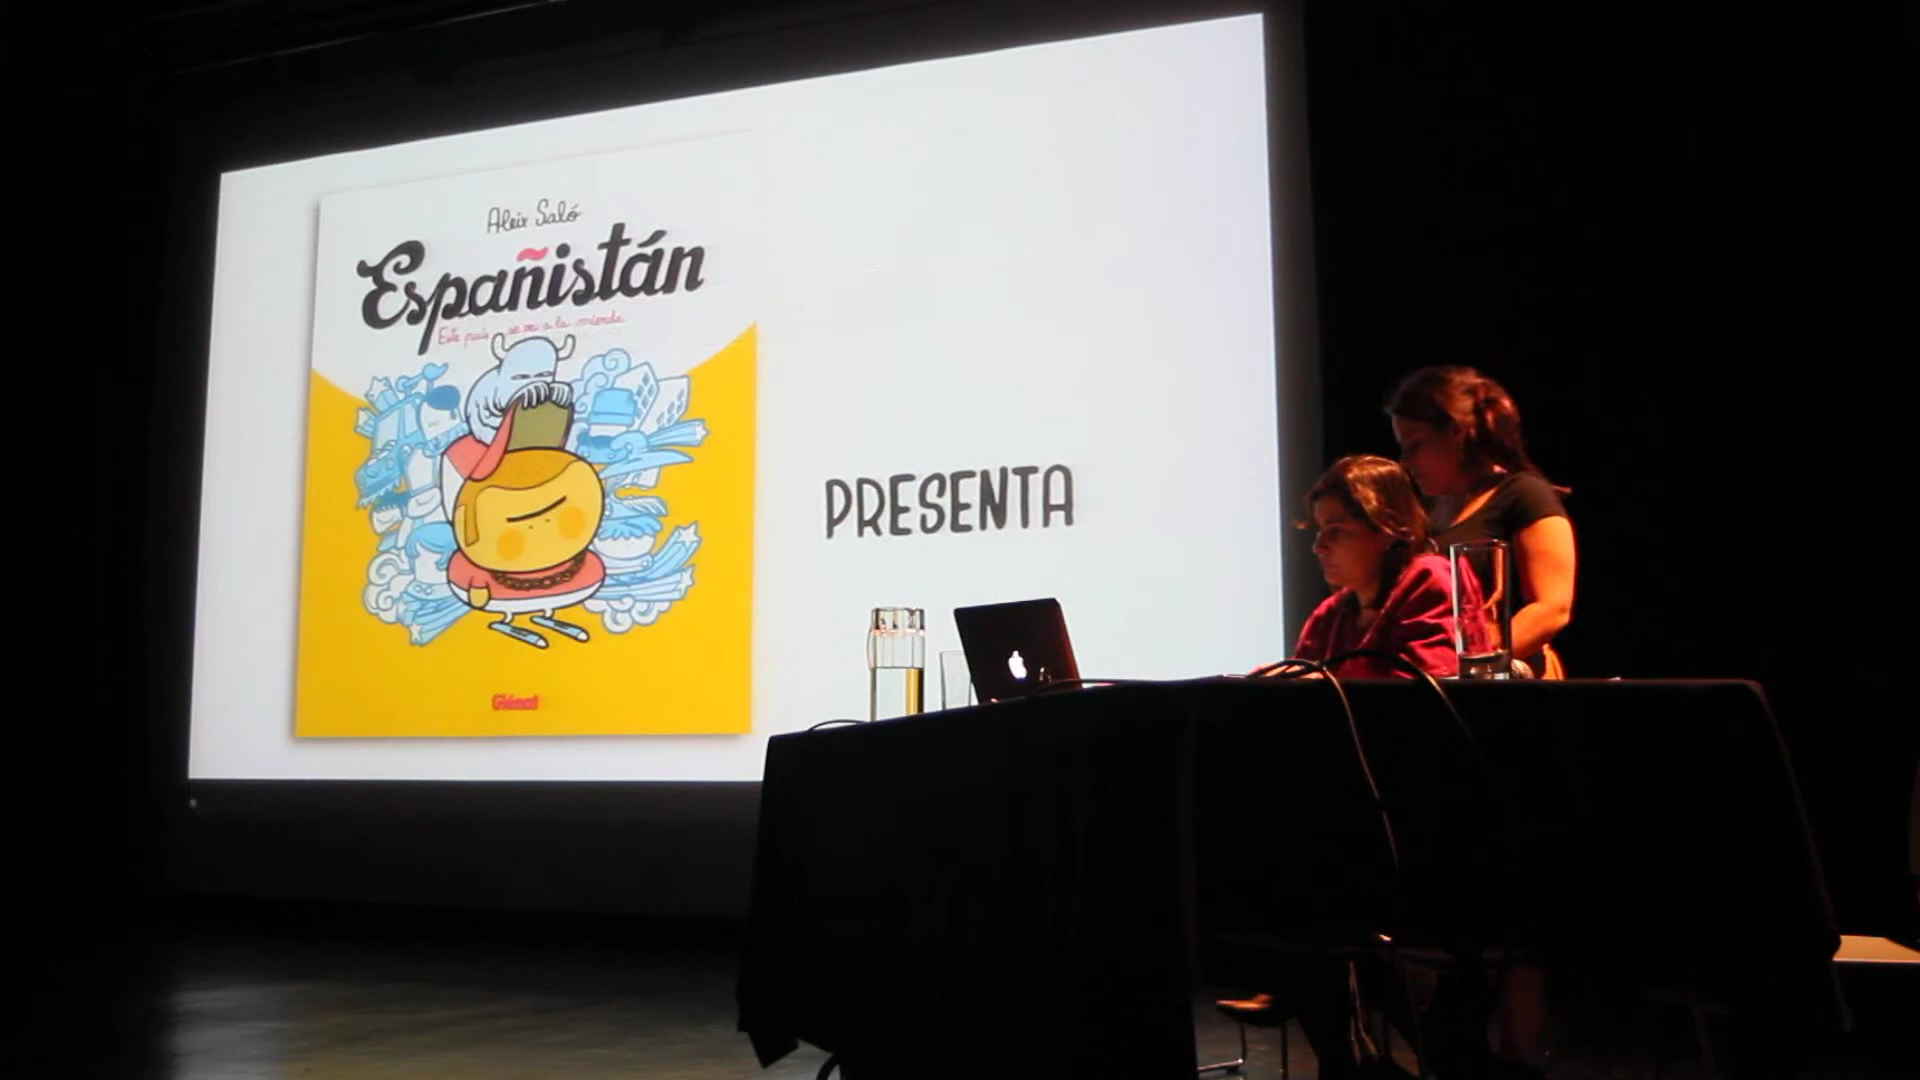 Aleix Saló
Españistán
Este país se va a la mierda
Glénat
PRESENTA